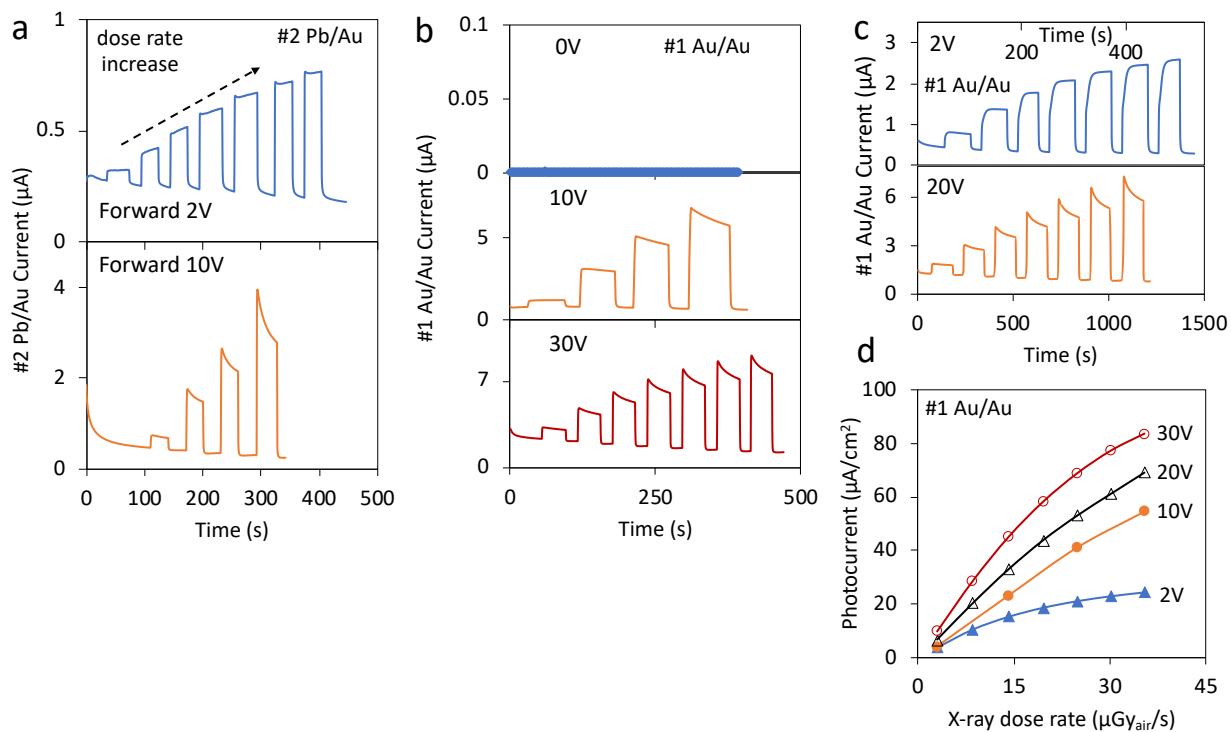 a
dose rate
increase
#2 Pb/Au
1
0.5
0
Forward 2V
Forward 10V
4
2
0
0 100 200 300 400 500
Time (s)
#2 Pb/Au Current (µA)
b
0V
#1 Au/Au
0.1
0.05
0
10V
5
0
30V
7
0
0 250 500
Time (s)
#1 Au/Au Current (µA)
c
2V
Time (s)
200 400
#1 Au/Au
3
2
1
0
20V
6
3
0
0 500 1000 1500
Time (s)
#1 Au/Au Current (µA)
d
#1 Au/Au
100
80
60
40
20
0
30V
20V
10V
2V
0 15 30 45
X-ray dose rate (µGyair/s)
Photocurrent (µA/cm²)